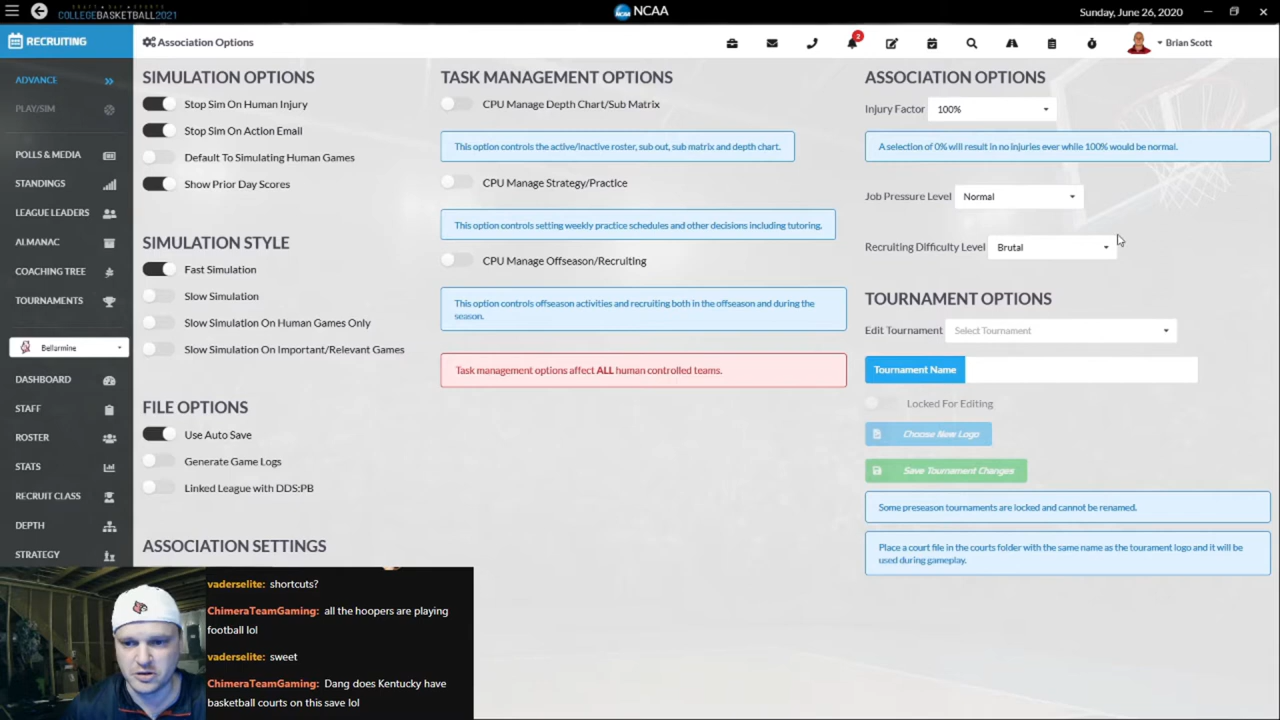 DRAFT DAY SPORTS
COLLEGEBASKETBALL2021
NCAA
Sunday, June 26, 2020
RECRUITING
Association Options
2
Brian Scott
ADVANCE
PLAY/SIM
POLLS & MEDIA
STANDINGS
LEAGUE LEADERS
ALMANAC
COACHING TREE
TOURNAMENTS
Bellarmine
DASHBOARD
STAFF
ROSTER
STATS
RECRUIT CLASS
DEPTH
STRATEGY
SIMULATION OPTIONS
Stop Sim On Human Injury
Stop Sim On Action Email
Default To Simulating Human Games
Show Prior Day Scores
SIMULATION STYLE
Fast Simulation
Slow Simulation
Slow Simulation On Human Games Only
Slow Simulation On Important/Relevant Games
FILE OPTIONS
Use Auto Save
Generate Game Logs
Linked League with DDS:PB
ASSOCIATION SETTINGS
TASK MANAGEMENT OPTIONS
CPU Manage Depth Chart/Sub Matrix
This option controls the active/inactive roster, sub out, sub matrix and depth chart.
CPU Manage Strategy/Practice
This option controls setting weekly practice schedules and other decisions including tutoring.
CPU Manage Offseason/Recruiting
This option controls offseason activities and recruiting both in the offseason and during the
season.
Task management options affect ALL human controlled teams.
ASSOCIATION OPTIONS
Injury Factor 100%
A selection of 0% will result in no injuries ever while 100% would be normal.
Job Pressure Level Normal
Recruiting Difficulty Level Brutal
TOURNAMENT OPTIONS
Edit Tournament Select Tournament
Tournament Name
Locked For Editing
Choose New Logo
Save Tournament Changes
Some preseason tournaments are locked and cannot be renamed.
Place a court file in the courts folder with the same name as the tourament logo and it will be
used during gameplay.
vaderselite: shortcuts?
ChimeraTeamGaming: all the hoopers are playing
football lol
vaderselite: sweet
ChimeraTeamGaming: Dang does Kentucky have
basketball courts on this save lol